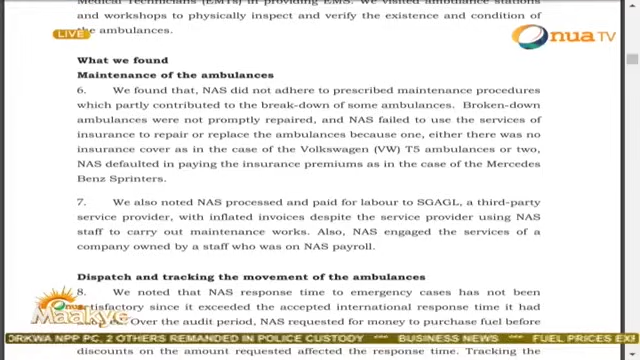 Medical Technicians (EMTs) in providing EMS. We visited ambulance stations
and workshops to physically inspect and verify the existence and condition of
the ambulances.
LIVE
Onua TV
What we found
Maintenance of the ambulances
6. We found that, NAS did not adhere to prescribed maintenance procedures
which partly contributed to the break-down of some ambulances. Broken-down
ambulances were not promptly repaired, and NAS failed to use the services of
insurance to repair or replace the ambulances because one, either there was no
insurance cover as in the case of the Volkswagen (VW) T5 ambulances or two,
NAS defaulted in paying the insurance premiums as in the case of the Mercedes
Benz Sprinters.
7. We also noted NAS processed and paid for labour to SGAGL, a third-party
service provider, with inflated invoices despite the service provider using NAS
staff to carry out maintenance works. Also, NAS engaged the services of a
company owned by a staff who was on NAS payroll.
Dispatch and tracking the movement of the ambulances
8. We noted that NAS response time to emergency cases has not been
satisfactory since it exceeded the accepted international response time it had
Over the audit period, NAS requested for money to purchase fuel before
Onua
Maakye
ORKWA NPP PC, 2 OTHERS REMANDED IN POLICE CUSTODY BUSINESS NEWS FUEL PRICES EX
discounts on the amount requested affected the response time. Tracking the